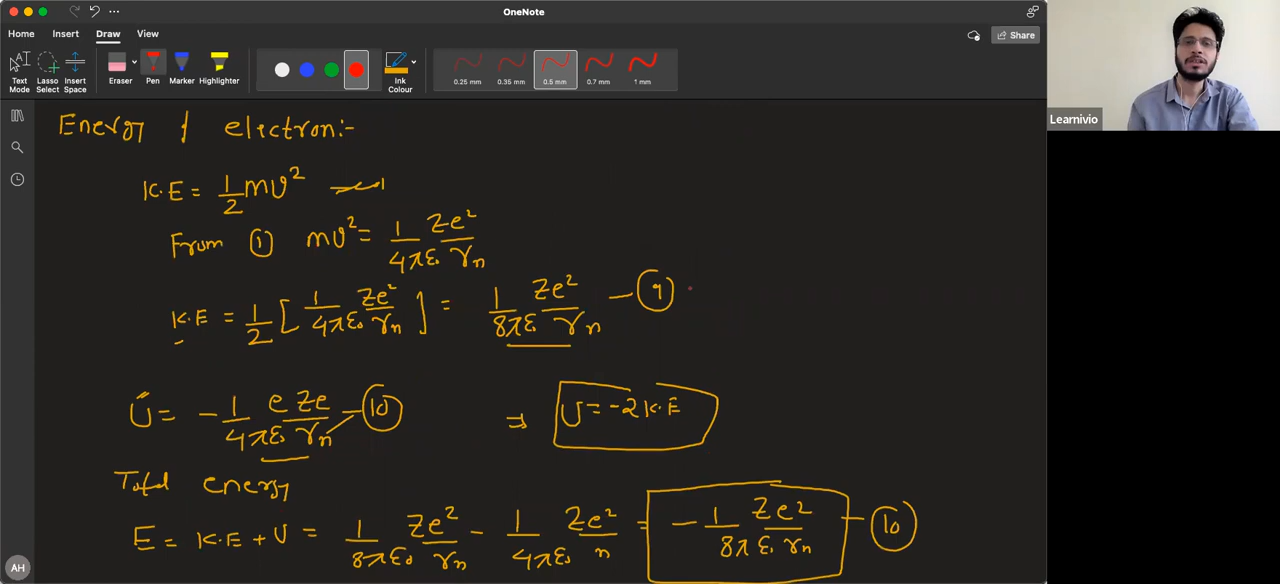 OneNote
Home Insert Draw View
Share
Text Mode Lasso Select Insert Space Eraser Pen Marker Highlighter Ink Colour 0.25 mm 0.35 mm 0.5 mm 0.7 mm 1 mm
Learnivio
Energy of electron:-
K.E = 1/2 mv²
From ① mv² = 1/4πε₀ Ze²/rₙ
K.E = 1/2 [ 1/4πε₀ Ze²/rₙ ] = 1/8πε₀ Ze²/rₙ — ⑨
U = - 1/4πε₀ e Ze/rₙ — ⑩ ⇒ U = -2 K.E
Total energy
E = K.E + U = 1/8πε₀ Ze²/rₙ - 1/4πε₀ Ze²/n = - 1/8πε₀ Ze²/rₙ — ⑩
AH